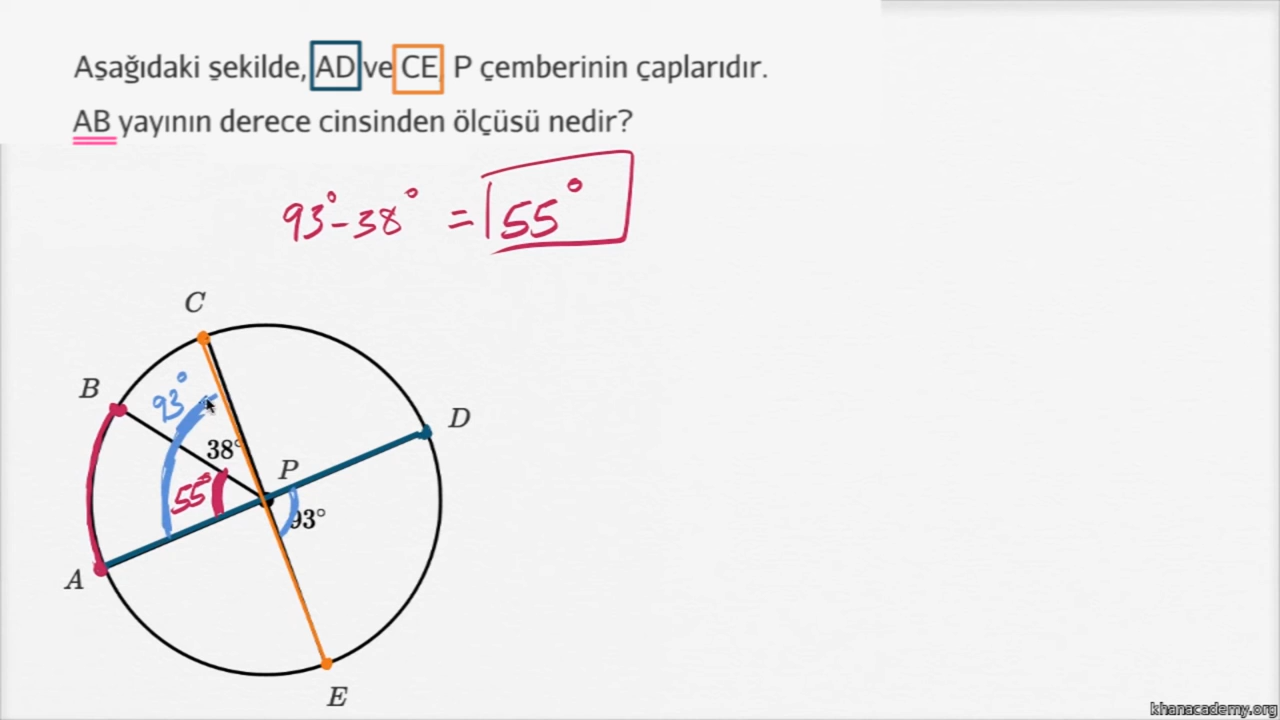 Aşağıdaki şekilde, AD ve CE, P çemberinin çaplarıdır.
AB yayının derece cinsinden ölçüsü nedir?
93° - 38° = 55°
C
B
93°
D
38°
P
55°
93°
A
E
khanacademy.org